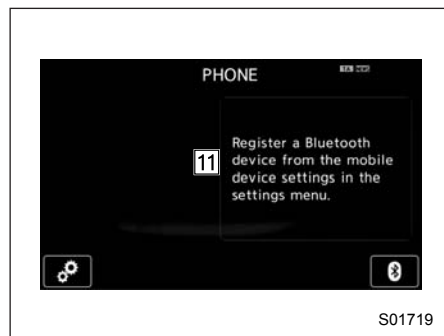 PHONE
11
Register a Bluetooth
device from the mobile
device settings in the
settings menu.
S01719